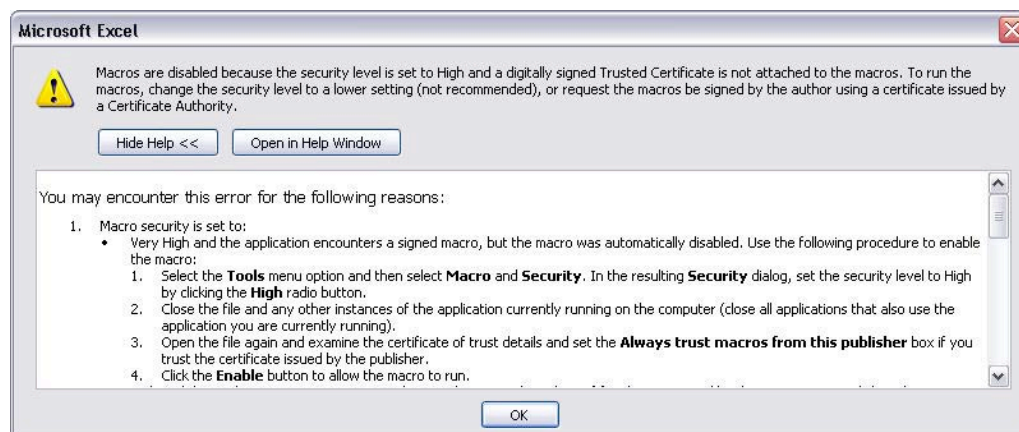 Microsoft Excel
Macros are disabled because the security level is set to High and a digitally signed Trusted Certificate is not attached to the macros. To run the
macros, change the security level to a lower setting (not recommended), or request the macros be signed by the author using a certificate issued by
a Certificate Authority.
Hide Help << Open in Help Window
You may encounter this error for the following reasons:
1. Macro security is set to:
• Very High and the application encounters a signed macro, but the macro was automatically disabled. Use the following procedure to enable
the macro:
1. Select the Tools menu option and then select Macro and Security. In the resulting Security dialog, set the security level to High
by clicking the High radio button.
2. Close the file and any other instances of the application currently running on the computer (close all applications that also use the
application you are currently running).
3. Open the file again and examine the certificate of trust details and set the Always trust macros from this publisher box if you
trust the certificate issued by the publisher.
4. Click the Enable button to allow the macro to run.
OK